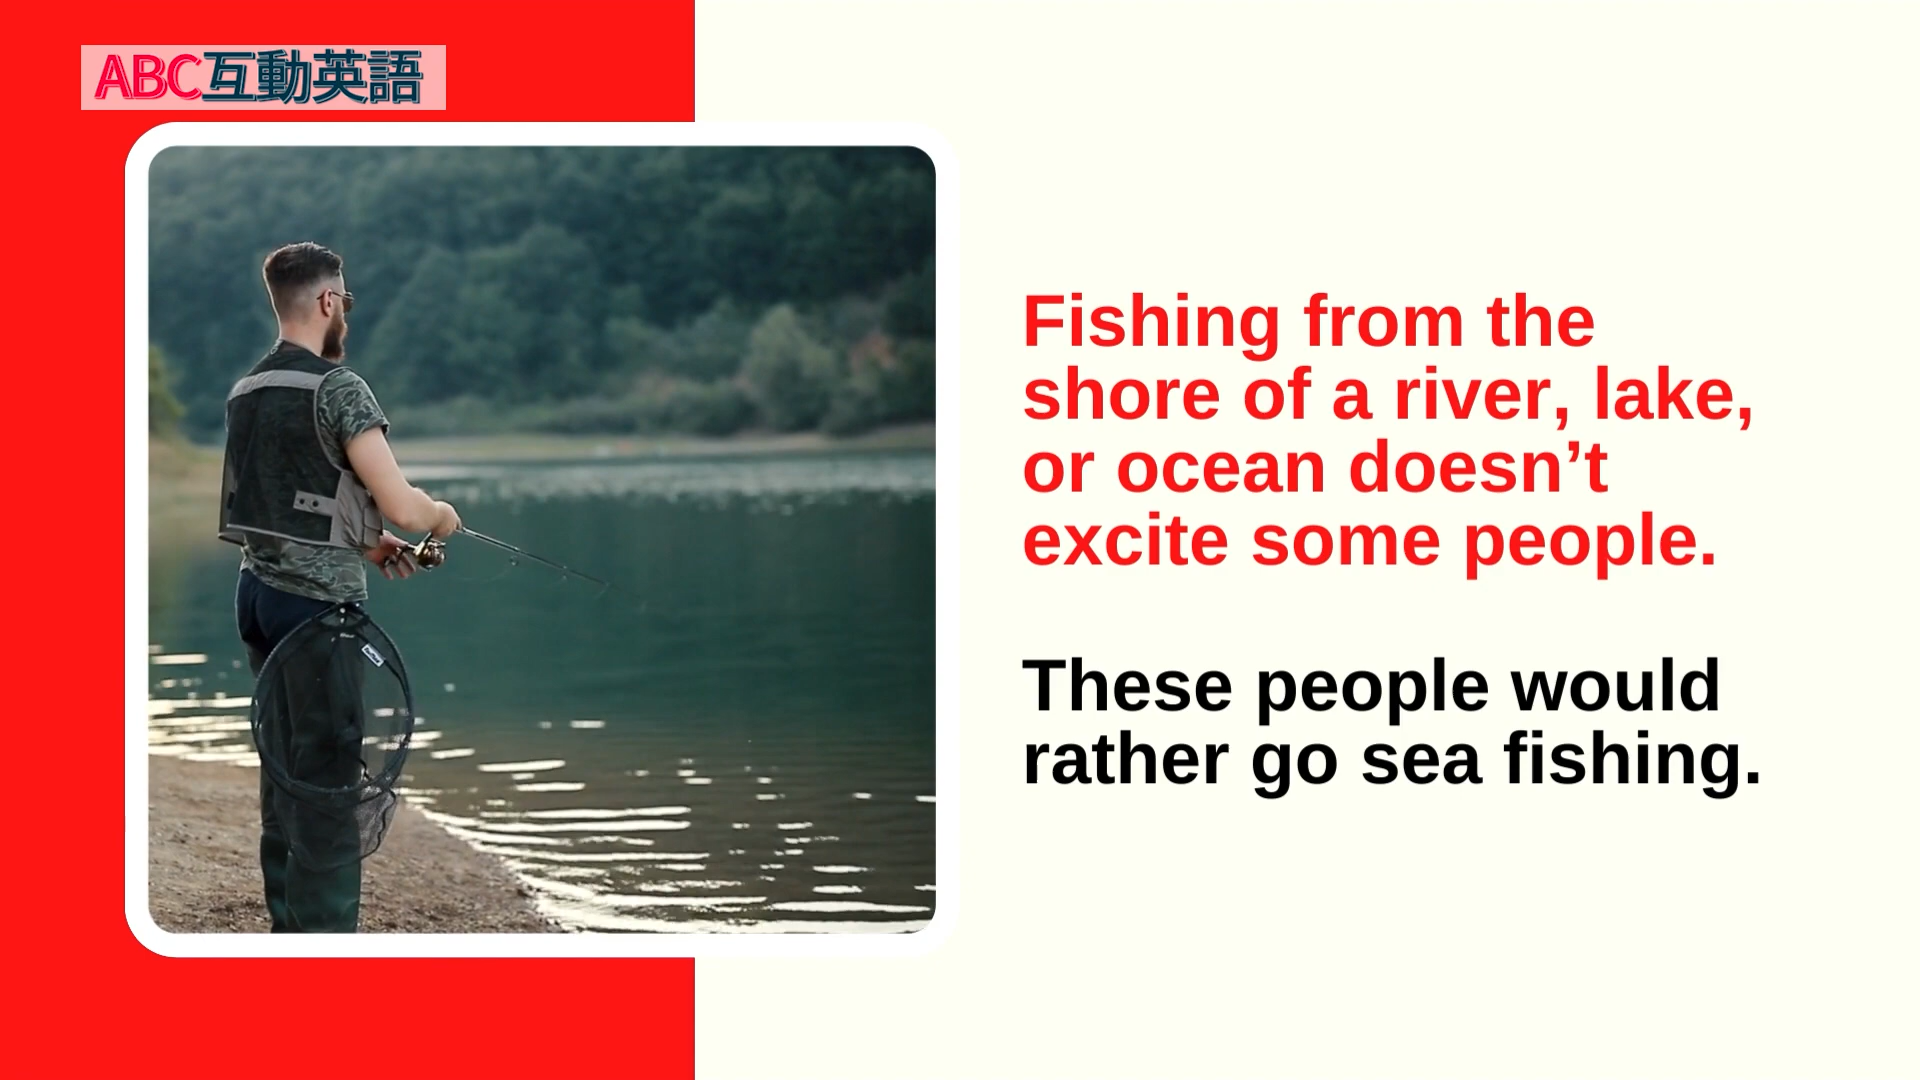 ABC互動英語
Fishing from the
shore of a river, lake,
or ocean doesn’t
excite some people.
These people would
rather go sea fishing.